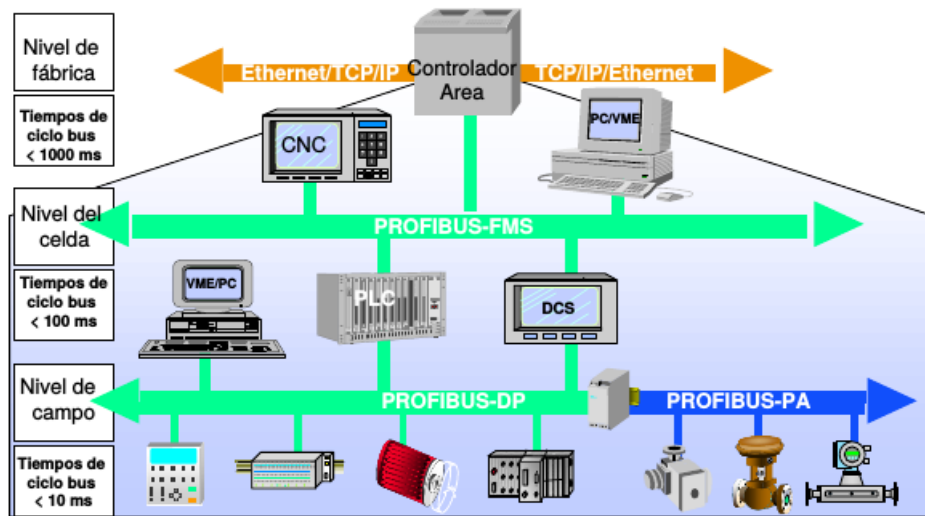 Nivel de
fábrica
Ethernet/TCP/IP
Controlador
Area
TCP/IP/Ethernet
Tiempos de
ciclo bus
< 1000 ms
CNC
PC/VME
Nivel del
celda
PROFIBUS-FMS
Tiempos de
ciclo bus
< 100 ms
VME/PC
PLC
DCS
Nivel de
campo
PROFIBUS-DP
PROFIBUS-PA
Tiempos de
ciclo bus
< 10 ms